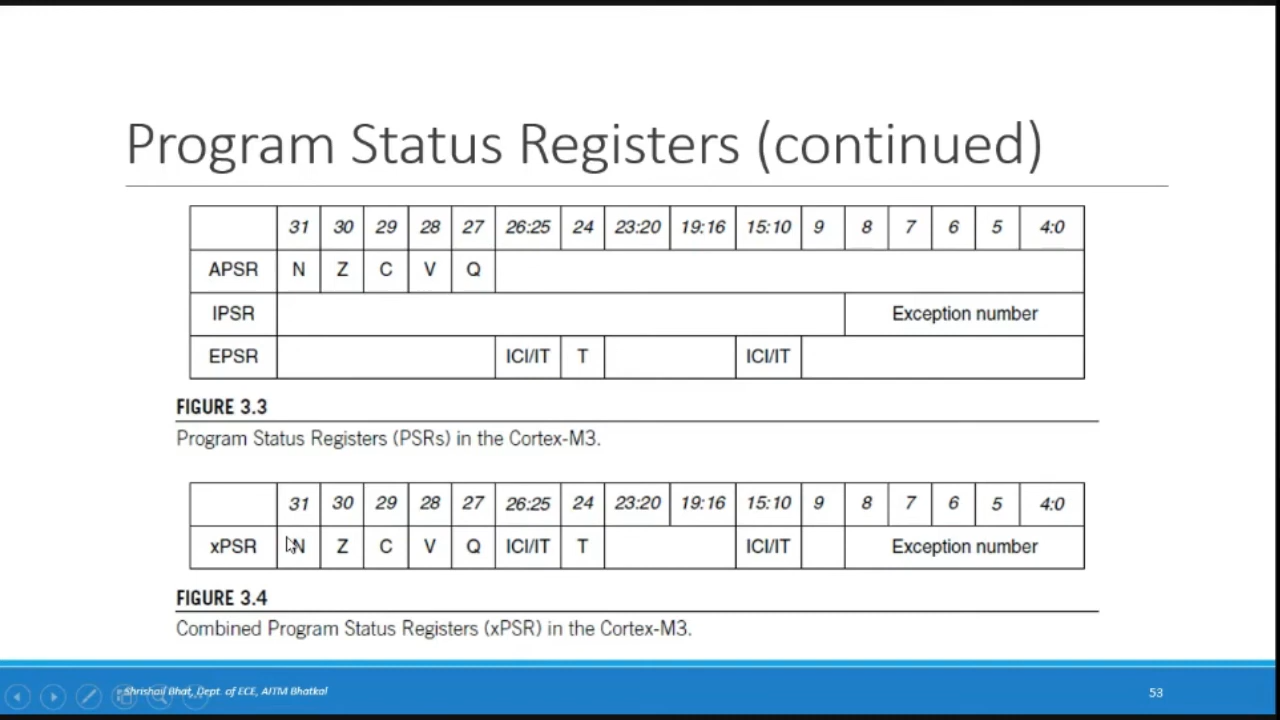 Program Status Registers (continued)
31 30 29 28 27 26:25 24 23:20 19:16 15:10 9 8 7 6 5 4:0
APSR N Z C V Q
IPSR Exception number
EPSR ICI/IT T ICI/IT
FIGURE 3.3
Program Status Registers (PSRs) in the Cortex-M3.
31 30 29 28 27 26:25 24 23:20 19:16 15:10 9 8 7 6 5 4:0
xPSR N Z C V Q ICI/IT T ICI/IT Exception number
FIGURE 3.4
Combined Program Status Registers (xPSR) in the Cortex-M3.
Shrishail Bhat, Dept. of ECE, AITM Bhatkal
53